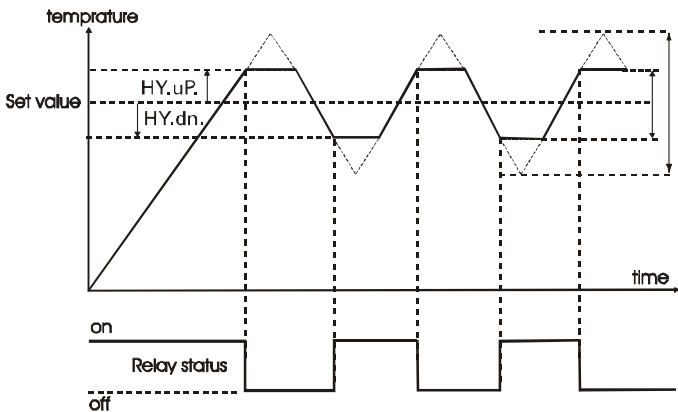 temprature
HY.uP.
Set value
HY.dn.
time
on
Relay status
off